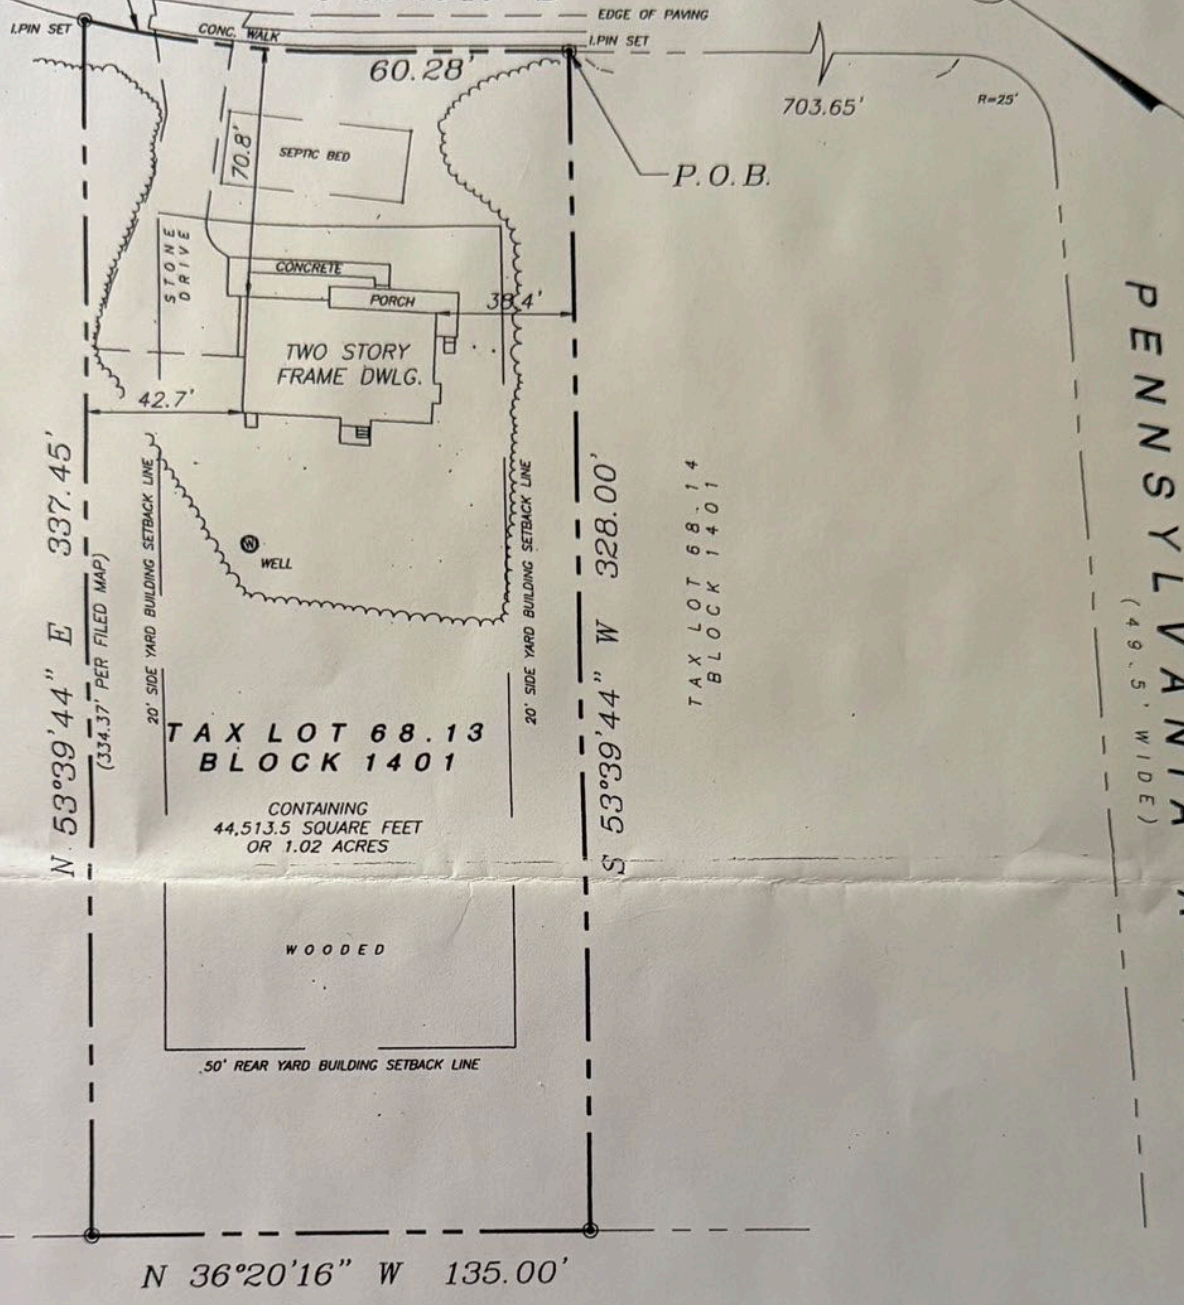 EDGE OF PAVING
I.PIN SET
CONC. WALK
I.PIN SET
60.28'
703.65'
R=25'
70.8'
SEPTIC BED
P.O.B.
STONE
DRIVE
CONCRETE
PORCH
38.4'
TWO STORY
FRAME DWLG.
42.7'
N 53°39'44" E 337.45'
(334.37' PER FILED MAP)
20' SIDE YARD BUILDING SETBACK LINE
WELL
20' SIDE YARD BUILDING SETBACK LINE
S 53°39'44" W 328.00'
TAX LOT 68.14
BLOCK 1401
PENNSYLVANIA
(49.5' WIDE)
TAX LOT 68.13
BLOCK 1401
CONTAINING
44,513.5 SQUARE FEET
OR 1.02 ACRES
WOODED
50' REAR YARD BUILDING SETBACK LINE
N 36°20'16" W 135.00'